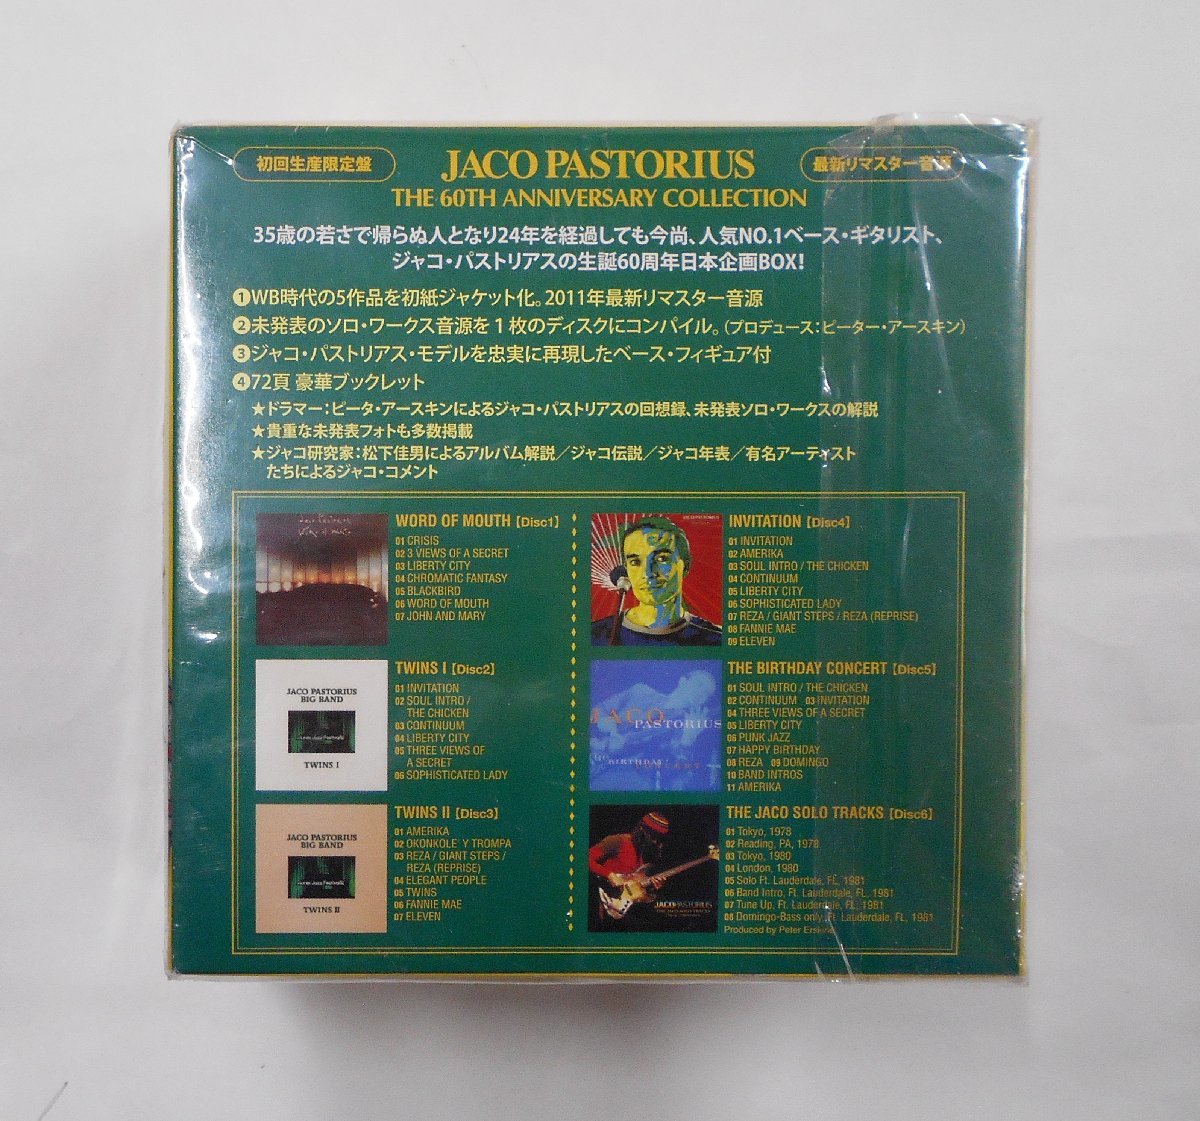 初回生産限定盤
JACO PASTORIUS
最新リマスター音源
THE 60TH ANNIVERSARY COLLECTION
35歳の若さで帰らぬ人となり24年を経過しても今尚、人気NO.1ベース・ギタリスト、
ジャコ・パストリアスの生誕60周年日本企画BOX!
❶WB時代の5作品を初紙ジャケット化。2011年最新リマスター音源
❷未発表のソロ・ワークス音源を1枚のディスクにコンパイル。(プロデュース:ピーター・アースキン)
❸ジャコ・パストリアス・モデルを忠実に再現したベース・フィギュア付
❹72頁 豪華ブックレット
★ドラマー:ピータ・アースキンによるジャコ・パストリアスの回想録、未発表ソロ・ワークスの解説
★貴重な未発表フォトも多数掲載
★ジャコ研究家:松下佳男によるアルバム解説/ジャコ伝説/ジャコ年表/有名アーティスト
たちによるジャコ・コメント
WORD OF MOUTH【Disc1】
01 CRISIS
02 3 VIEWS OF A SECRET
03 LIBERTY CITY
04 CHROMATIC FANTASY
05 BLACKBIRD
06 WORD OF MOUTH
07 JOHN AND MARY
JACO PASTORIUS
BIG BAND
TWINS I
TWINS I【Disc2】
01 INVITATION
02 SOUL INTRO /
THE CHICKEN
03 CONTINUUM
04 LIBERTY CITY
05 THREE VIEWS OF
A SECRET
06 SOPHISTICATED LADY
JACO PASTORIUS
BIG BAND
TWINS II
TWINS II【Disc3】
01 AMERIKA
02 OKONKOLE' Y TROMPA
03 REZA / GIANT STEPS /
REZA (REPRISE)
04 ELEGANT PEOPLE
05 TWINS
06 FANNIE MAE
07 ELEVEN
INVITATION【Disc4】
01 INVITATION
02 AMERIKA
03 SOUL INTRO / THE CHICKEN
04 CONTINUUM
05 LIBERTY CITY
06 SOPHISTICATED LADY
07 REZA / GIANT STEPS / REZA (REPRISE)
08 FANNIE MAE
09 ELEVEN
JACO
PASTORIUS
BIRTHDAY
THE BIRTHDAY CONCERT【Disc5】
01 SOUL INTRO / THE CHICKEN
02 CONTINUUM 03 INVITATION
04 THREE VIEWS OF A SECRET
05 LIBERTY CITY
06 PUNK JAZZ
07 HAPPY BIRTHDAY
08 REZA 09 DOMINGO
10 BAND INTROS
11 AMERIKA
JACO PASTORIUS
THE JACO SOLO TRACKS【Disc6】
01 Tokyo, 1978
02 Reading, PA, 1978
03 Tokyo, 1980
04 London, 1980
05 Solo Ft. Lauderdale, FL, 1981
06 Band Intro. Ft. Lauderdale, FL, 1981
07 Tune Up, Ft. Lauderdale, FL, 1981
08 Domingo-Bass only, Ft. Lauderdale, FL, 1981
Produced by Peter Erskine